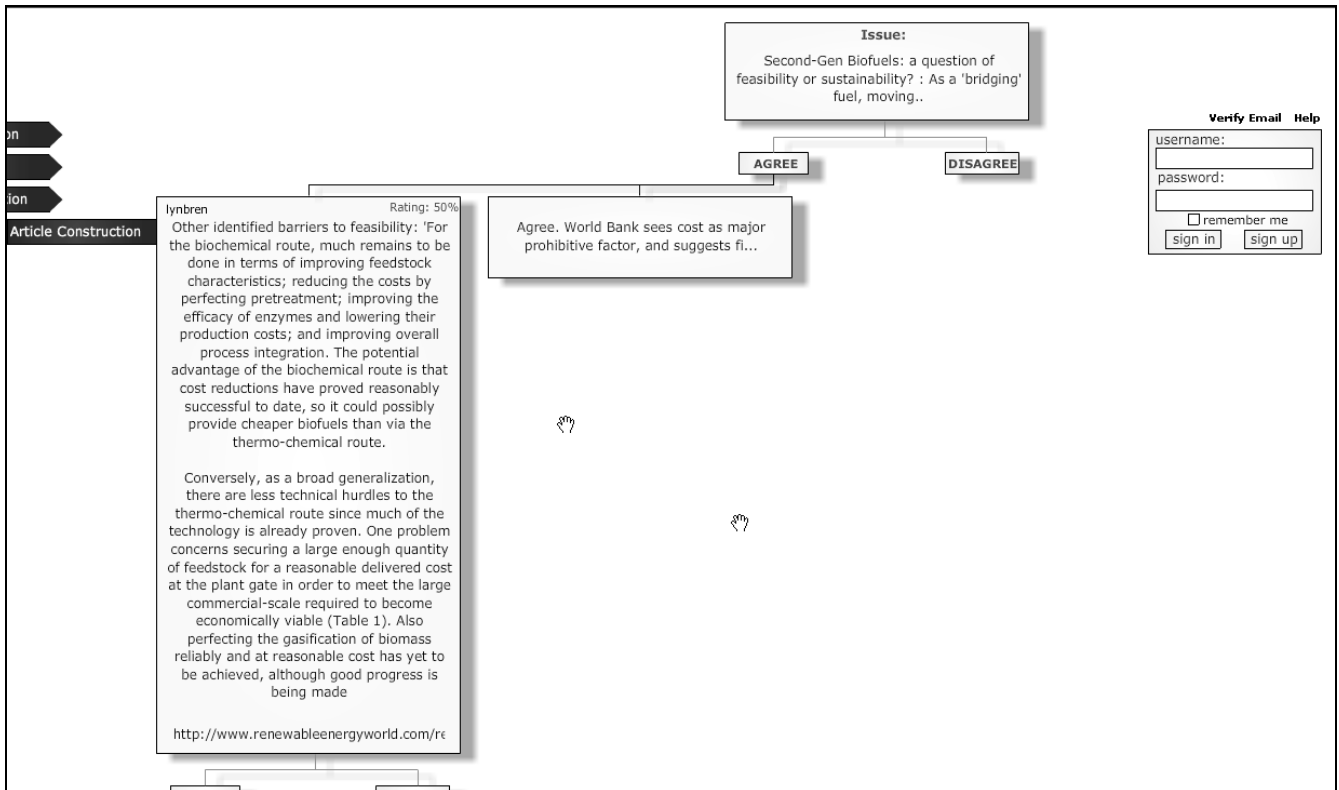 Issue:
Second-Gen Biofuels: a question of
feasibility or sustainability? : As a 'bridging'
fuel, moving..
AGREE
DISAGREE
on
ion
Article Construction
Verify Email Help
username:
password:
remember me
sign in sign up
lynbren Rating: 50%
Other identified barriers to feasibility: 'For
the biochemical route, much remains to be
done in terms of improving feedstock
characteristics; reducing the costs by
perfecting pretreatment; improving the
efficacy of enzymes and lowering their
production costs; and improving overall
process integration. The potential
advantage of the biochemical route is that
cost reductions have proved reasonably
successful to date, so it could possibly
provide cheaper biofuels than via the
thermo-chemical route.
Conversely, as a broad generalization,
there are less technical hurdles to the
thermo-chemical route since much of the
technology is already proven. One problem
concerns securing a large enough quantity
of feedstock for a reasonable delivered cost
at the plant gate in order to meet the large
commercial-scale required to become
economically viable (Table 1). Also
perfecting the gasification of biomass
reliably and at reasonable cost has yet to
be achieved, although good progress is
being made
http://www.renewableenergyworld.com/re
Agree. World Bank sees cost as major
prohibitive factor, and suggests fi...